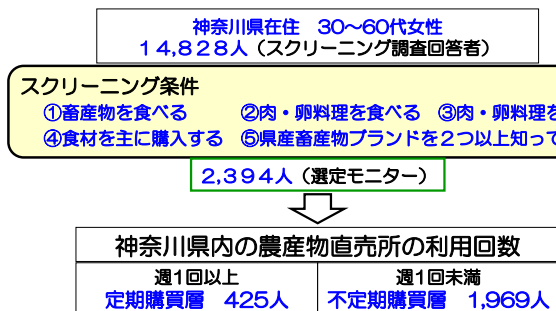 神奈川県在住　30～60代女性
１４,８２８人（スクリーニング調査回答者）
スクリーニング条件
①畜産物を食べる　②肉・卵料理を食べる　③肉・卵料理を
④食材を主に購入する　⑤県産畜産物ブランドを２つ以上知って
２,３９４人（選定モニター）
神奈川県内の農産物直売所の利用回数
週1回以上　週1回未満
定期購買層　425人　不定期購買層　1,969人